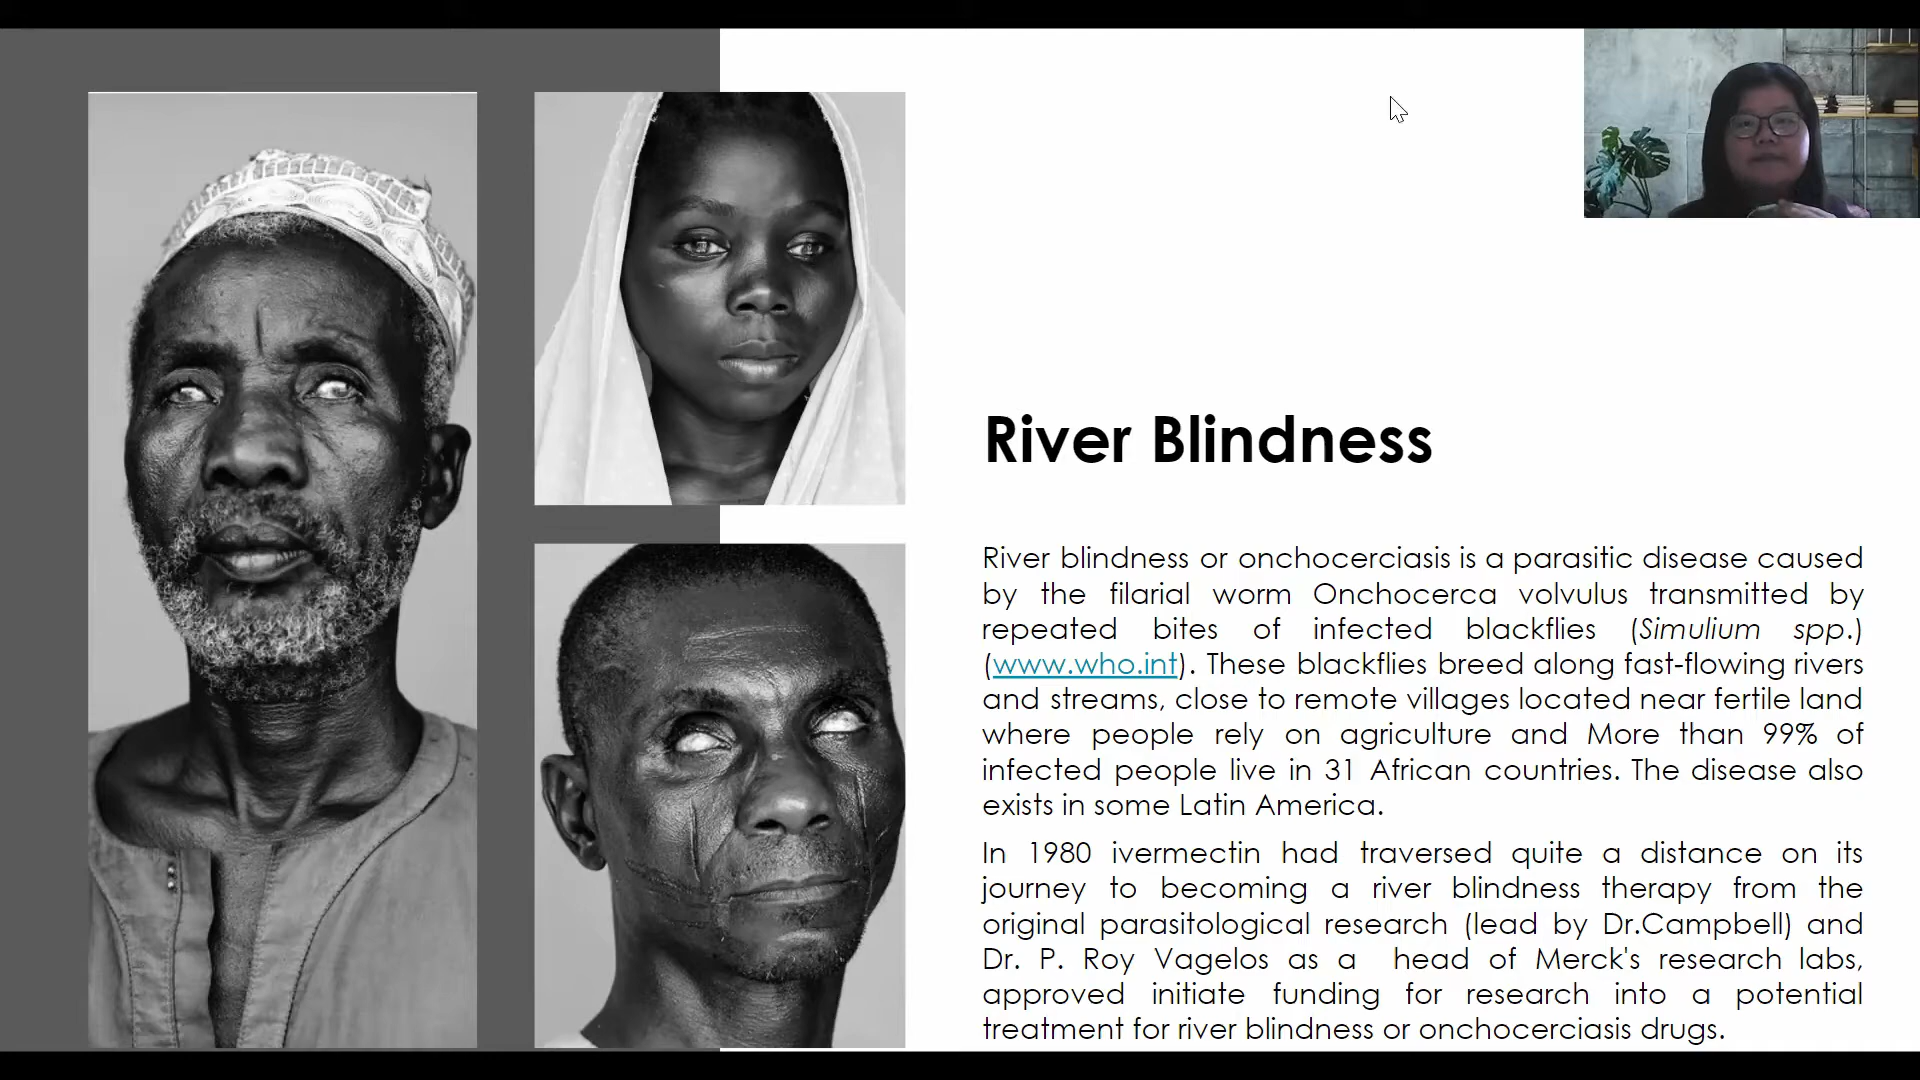 River Blindness
River blindness or onchocerciasis is a parasitic disease caused
by the filarial worm Onchocerca volvulus transmitted by
repeated bites of infected blackflies (Simulium spp.)
(www.who.int). These blackflies breed along fast-flowing rivers
and streams, close to remote villages located near fertile land
where people rely on agriculture and More than 99% of
infected people live in 31 African countries. The disease also
exists in some Latin America.
In 1980 ivermectin had traversed quite a distance on its
journey to becoming a river blindness therapy from the
original parasitological research (lead by Dr.Campbell) and
Dr. P. Roy Vagelos as a head of Merck's research labs,
approved initiate funding for research into a potential
treatment for river blindness or onchocerciasis drugs.